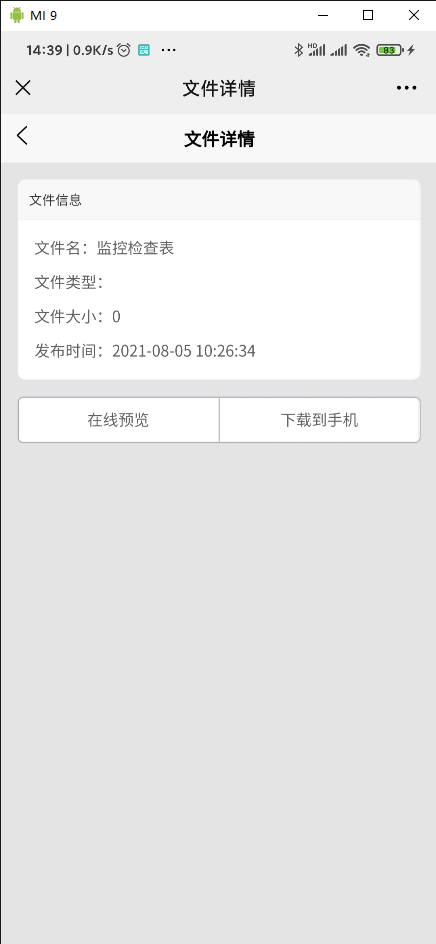 MI 9
14:39 | 0.9K/s
HD
83
文件详情
文件详情
文件信息
文件名：监控检查表
文件类型：
文件大小：0
发布时间：2021-08-05 10:26:34
在线预览
下载到手机